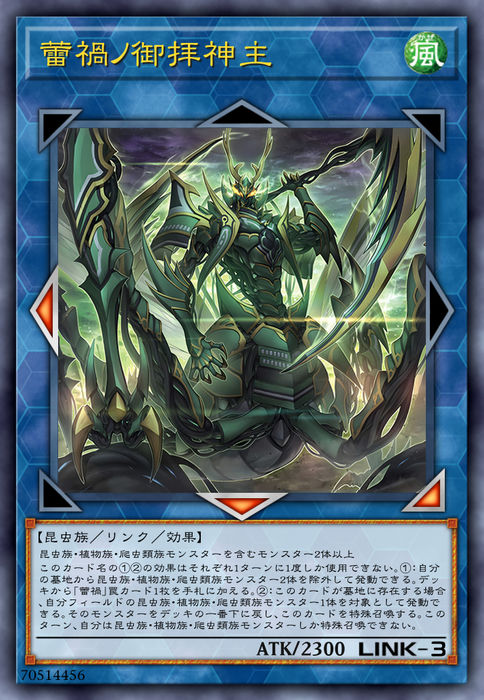 蕾禍ノ御拝神主
かぜ
風
【昆虫族／リンク／効果】
昆虫族・植物族・爬虫類族モンスターを含むモンスター2体以上
このカード名の①②の効果はそれぞれ1ターンに1度しか使用できない。①：自分
の墓地から昆虫族・植物族・爬虫類族モンスター2体を除外して発動できる。デッ
キから「蕾禍」罠カード1枚を手札に加える。②：このカードが墓地に存在する場合、
自分フィールドの昆虫族・植物族・爬虫類族モンスター1体を対象として発動で
きる。そのモンスターをデッキの一番下に戻し、このカードを特殊召喚する。この
ターン、自分は昆虫族・植物族・爬虫類族モンスターしか特殊召喚できない。
ATK/2300 LINK-3
70514456